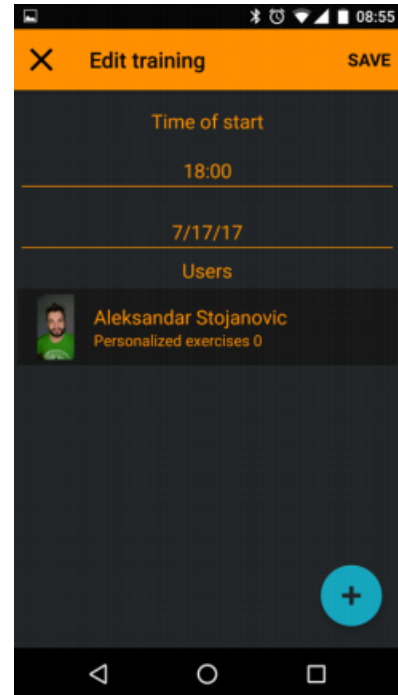 08:55
Edit training SAVE
Time of start
18:00
7/17/17
Users
Aleksandar Stojanovic
Personalized exercises 0